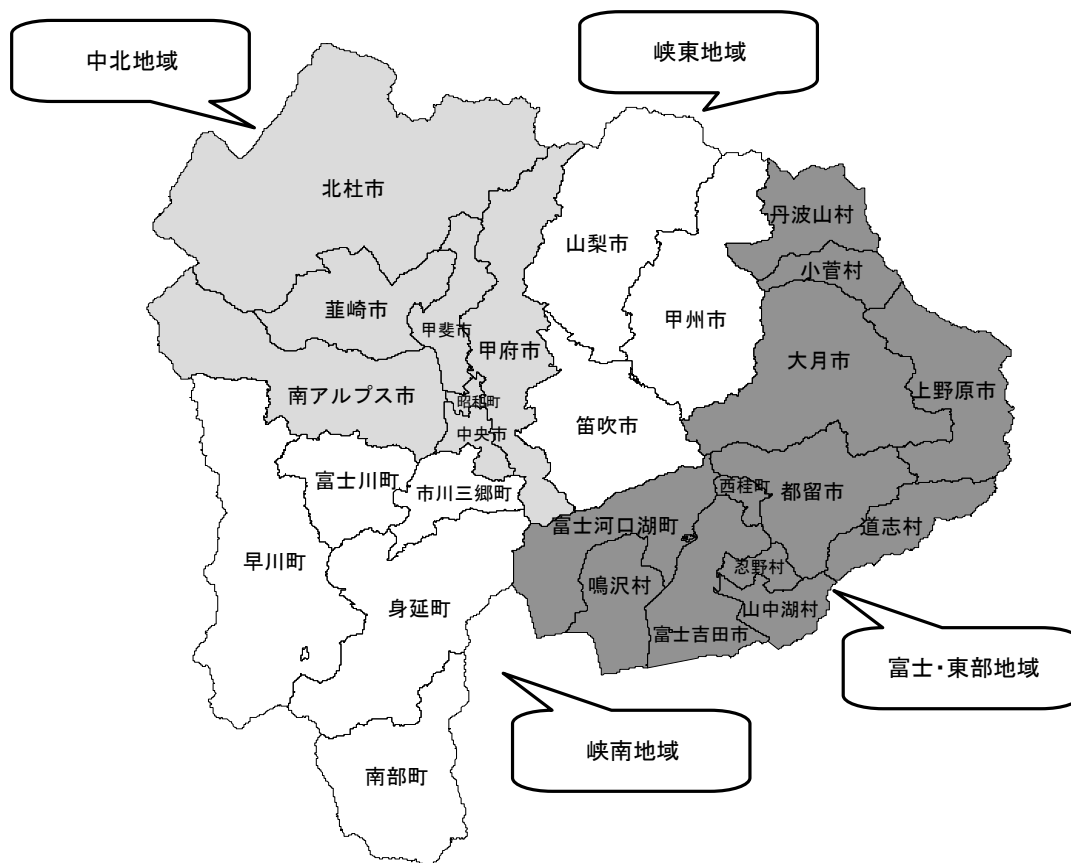 中北地域
峡東地域
北杜市
山梨市
丹波山村
小菅村
韮崎市
甲斐市
甲府市
甲州市
大月市
上野原市
南アルプス市
昭和町
中央市
笛吹市
富士川町
市川三郷町
西桂町
都留市
富士河口湖町
道志村
早川町
身延町
鳴沢村
忍野村
山中湖村
富士吉田市
富士・東部地域
峡南地域
南部町